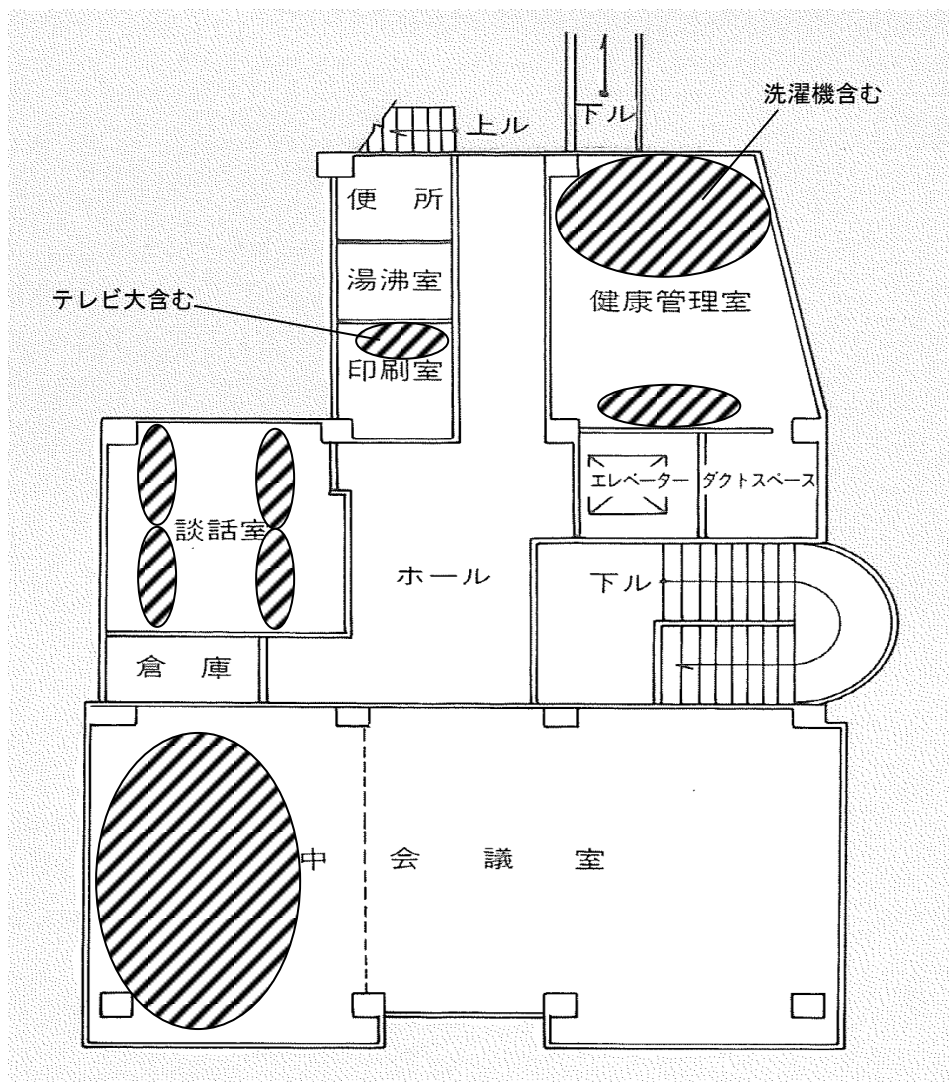 洗濯機含む
下ル
上ル
便所
湯沸室
テレビ大含む
健康管理室
印刷室
エレベーター
ダクトスペース
談話室
ホール
下ル
倉庫
中会議室